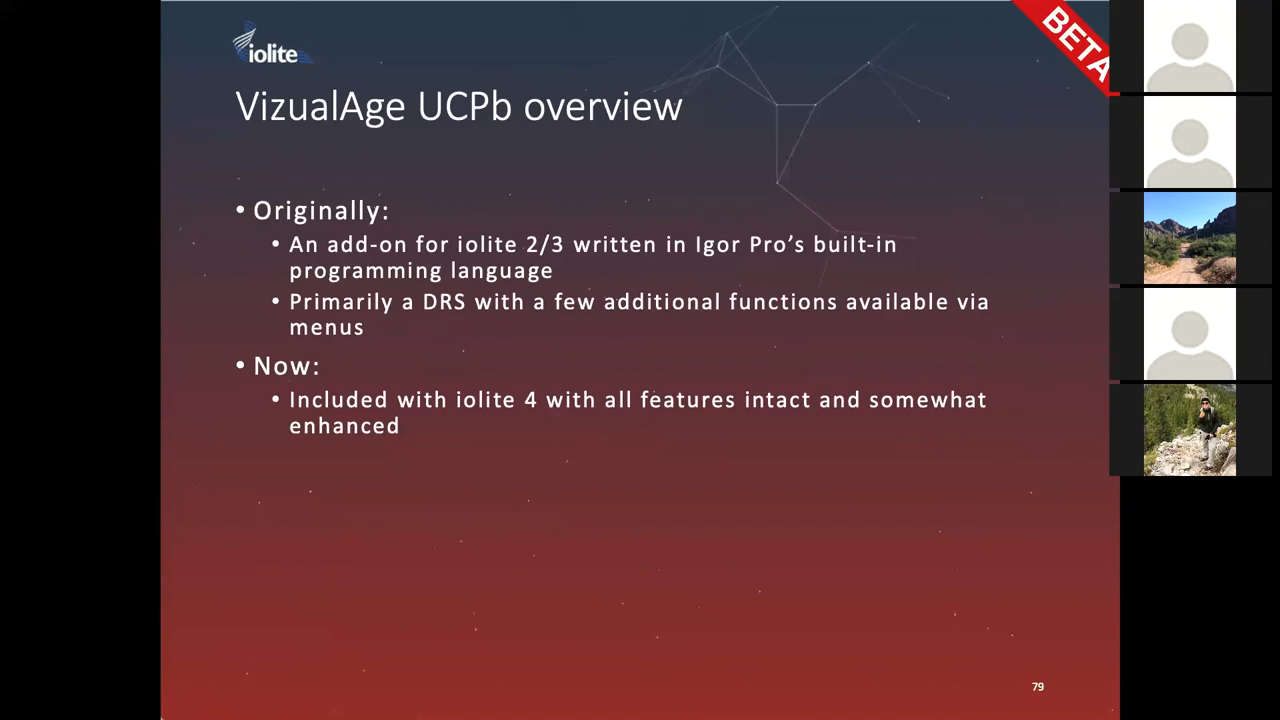 iolite
BETA
VizualAge UCPb overview
• Originally:
• An add-on for iolite 2/3 written in Igor Pro’s built-in
programming language
• Primarily a DRS with a few additional functions available via
menus
• Now:
• Included with iolite 4 with all features intact and somewhat
enhanced
79